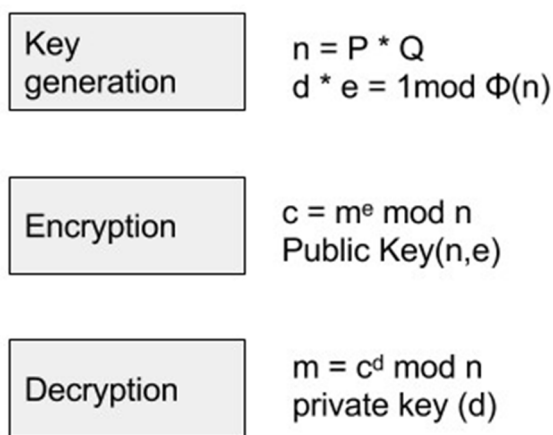 Key
generation
n = P * Q
d * e = 1mod Φ(n)
Encryption
c = mᵉ mod n
Public Key(n,e)
Decryption
m = cᵈ mod n
private key (d)